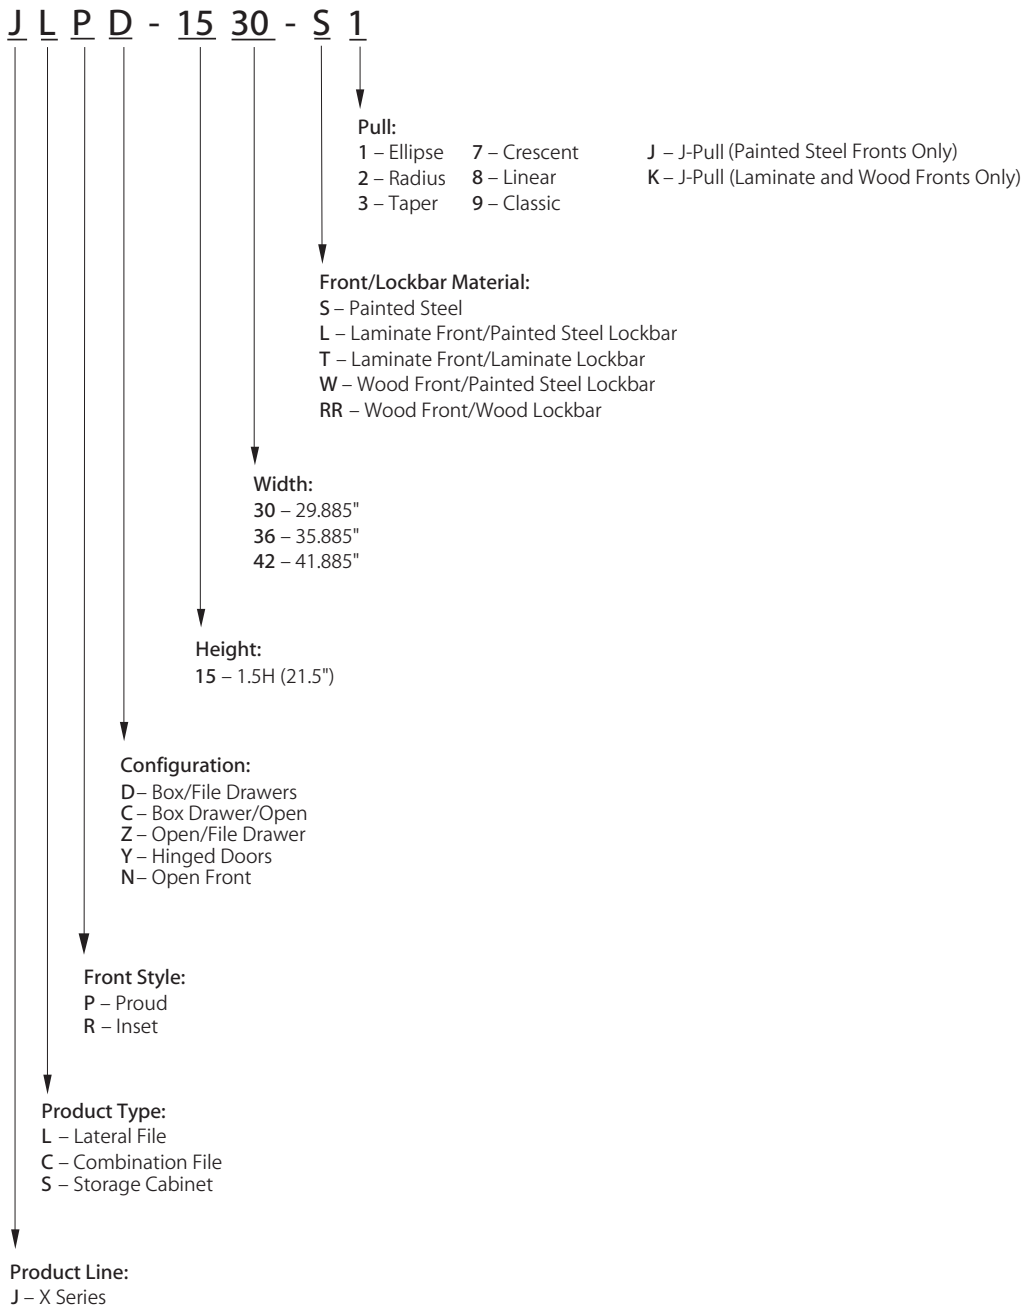 J L P D - 15 30 - S 1
Pull:
1 – Ellipse 7 – Crescent J – J-Pull (Painted Steel Fronts Only)
2 – Radius 8 – Linear K – J-Pull (Laminate and Wood Fronts Only)
3 – Taper 9 – Classic
Front/Lockbar Material:
S – Painted Steel
L – Laminate Front/Painted Steel Lockbar
T – Laminate Front/Laminate Lockbar
W – Wood Front/Painted Steel Lockbar
RR – Wood Front/Wood Lockbar
Width:
30 – 29.885"
36 – 35.885"
42 – 41.885"
Height:
15 – 1.5H (21.5")
Configuration:
D– Box/File Drawers
C – Box Drawer/Open
Z – Open/File Drawer
Y – Hinged Doors
N– Open Front
Front Style:
P – Proud
R – Inset
Product Type:
L – Lateral File
C – Combination File
S – Storage Cabinet
Product Line:
J – X Series